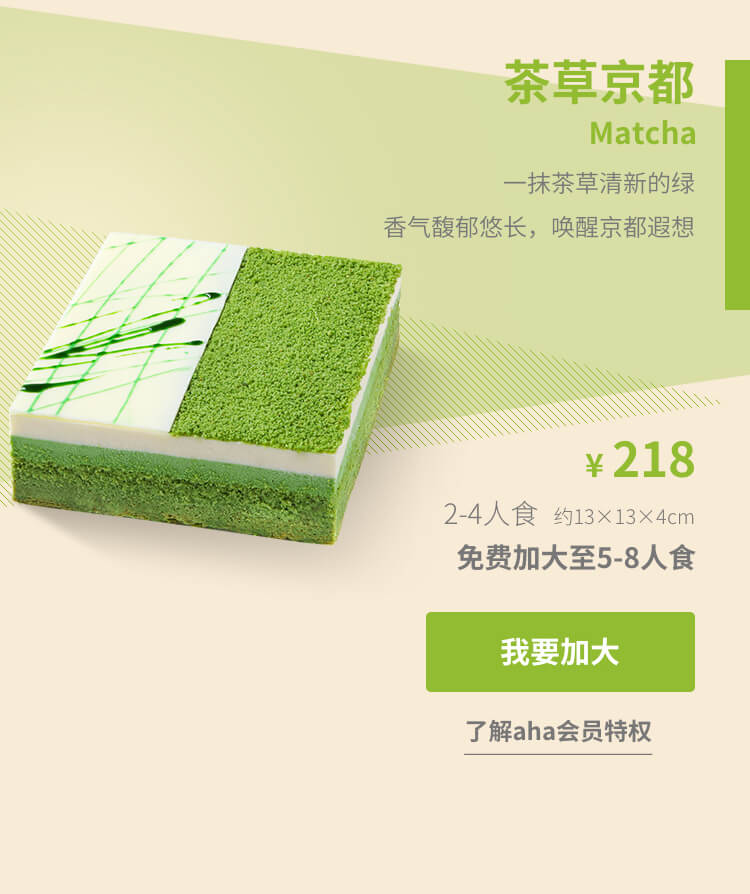 茶草京都
Matcha
一抹茶草清新的绿
香气馥郁悠长，唤醒京都遐想
¥ 218
2-4人食 约13×13×4cm
免费加大至5-8人食
我要加大
了解aha会员特权